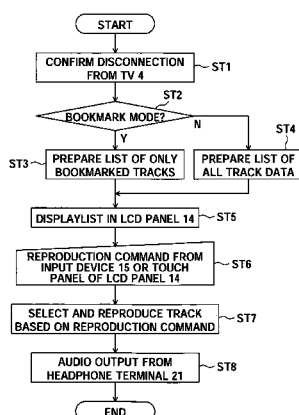 START
CONFIRM DISCONNECTION
FROM TV 4
ST1
ST2
BOOKMARK MODE?
N
Y
ST4
ST3
PREPARE LIST OF ONLY
BOOKMARKED TRACKS
PREPARE LIST OF
ALL TRACK DATA
DISPLAYLIST IN LCD PANEL 14
ST5
REPRODUCTION COMMAND FROM
INPUT DEVICE 15 OR TOUCH
PANEL OF LCD PANEL 14
ST6
SELECT AND REPRODUCE TRACK
BASED ON REPRODUCTION COMMAND
ST7
AUDIO OUTPUT FROM
HEADPHONE TERMINAL 21
ST8
END